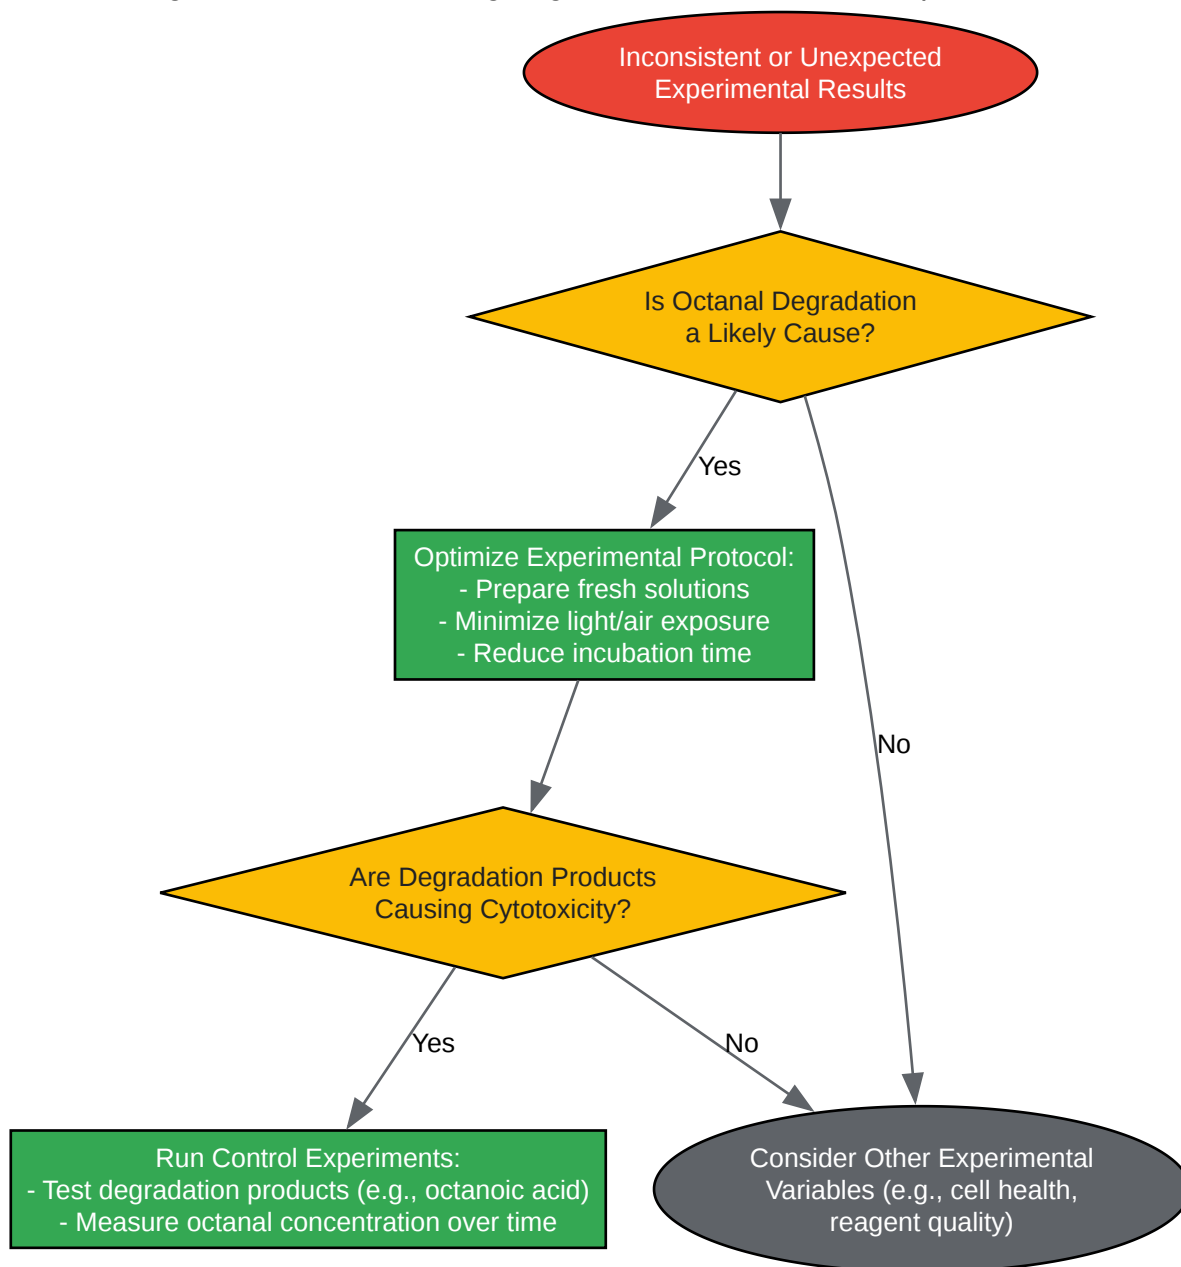 Inconsistent or Unexpected
Experimental Results
Is Octanal Degradation
a Likely Cause?
Yes
Optimize Experimental Protocol:
- Prepare fresh solutions
- Minimize light/air exposure
- Reduce incubation time
No
Are Degradation Products
Causing Cytotoxicity?
Yes
No
Run Control Experiments:
- Test degradation products (e.g., octanoic acid)
- Measure octanal concentration over time
Consider Other Experimental
Variables (e.g., cell health,
reagent quality)